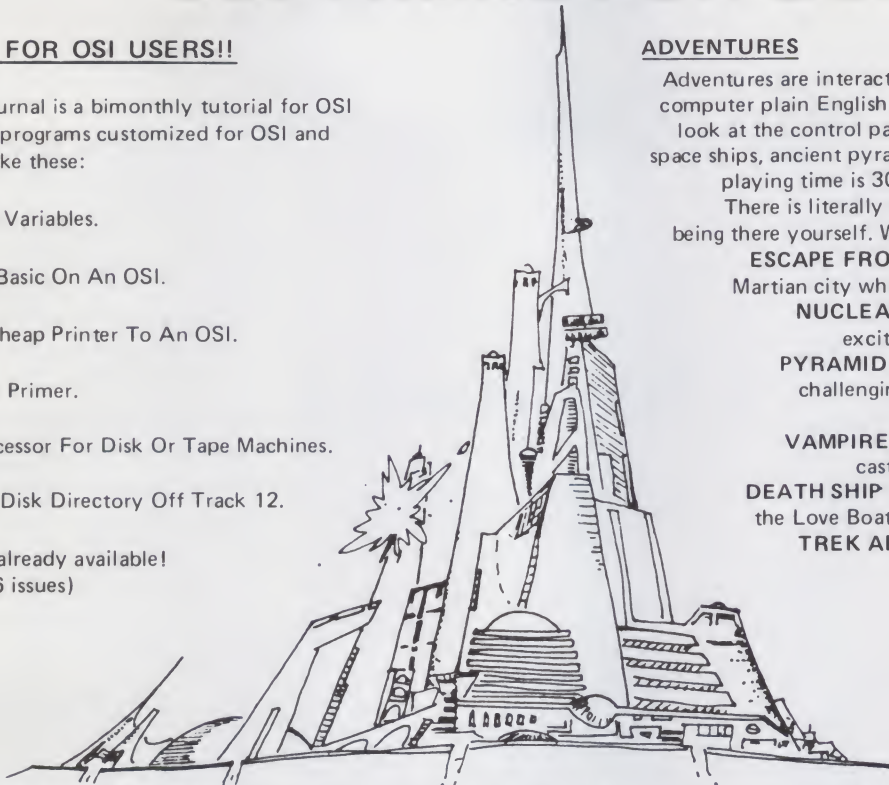 FOR OSI USERS!!
urnal is a bimonthly tutorial for OSI
programs customized for OSI and
ke these:
Variables.
Basic On An OSI.
heap Printer To An OSI.
Primer.
cessor For Disk Or Tape Machines.
Disk Directory Off Track 12.
already available!
6 issues)
ADVENTURES
Adventures are interact
computer plain English
look at the control pa
space ships, ancient pyra
playing time is 30
There is literally
being there yourself. W
ESCAPE FRO
Martian city wh
NUCLEA
excit
PYRAMID
challengin
VAMPIRE
cast
DEATH SHIP
the Love Boat
TREK A